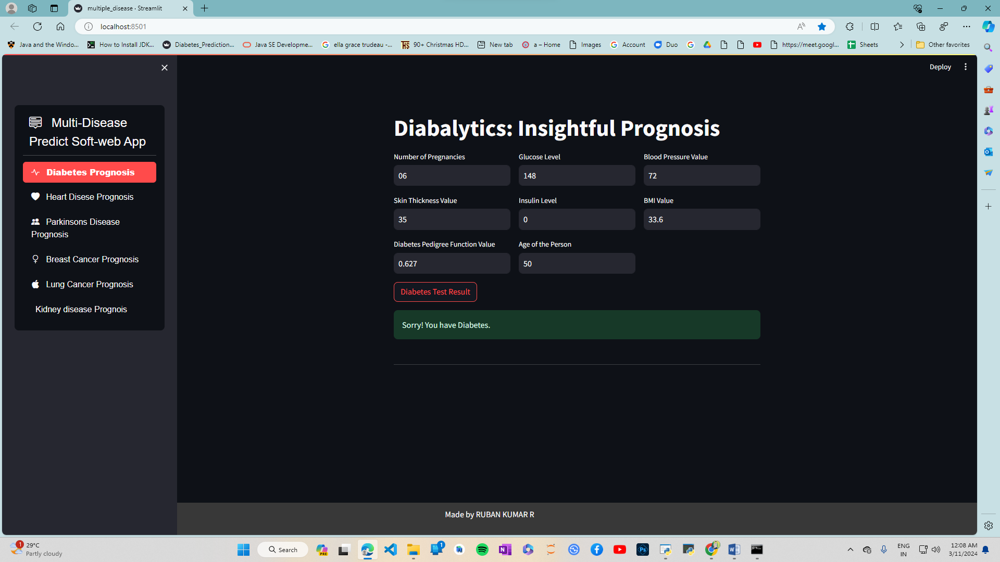 multiple_disease · Streamlit
localhost:8501
Java and the Windo...
How to Install JDK...
Diabetes_Prediction...
Java SE Developme...
ella grace trudeau -...
90+ Christmas HD...
New tab
a – Home
Images
Account
Duo
https://meet.googl...
Sheets
Other favorites
Deploy
Multi-Disease
Predict Soft-web App
Diabetes Prognosis
Heart Disese Prognosis
Parkinsons Disease
Prognosis
Breast Cancer Prognosis
Lung Cancer Prognosis
Kidney disease Prognois
Diabalytics: Insightful Prognosis
Number of Pregnancies
Glucose Level
Blood Pressure Value
06
148
72
Skin Thickness Value
Insulin Level
BMI Value
35
0
33.6
Diabetes Pedigree Function Value
Age of the Person
0.627
50
Diabetes Test Result
Sorry! You have Diabetes.
Made by RUBAN KUMAR R
1
29°C
Partly cloudy
Search
PRE
1
Ps
ENG
IN
12:08 AM
3/11/2024